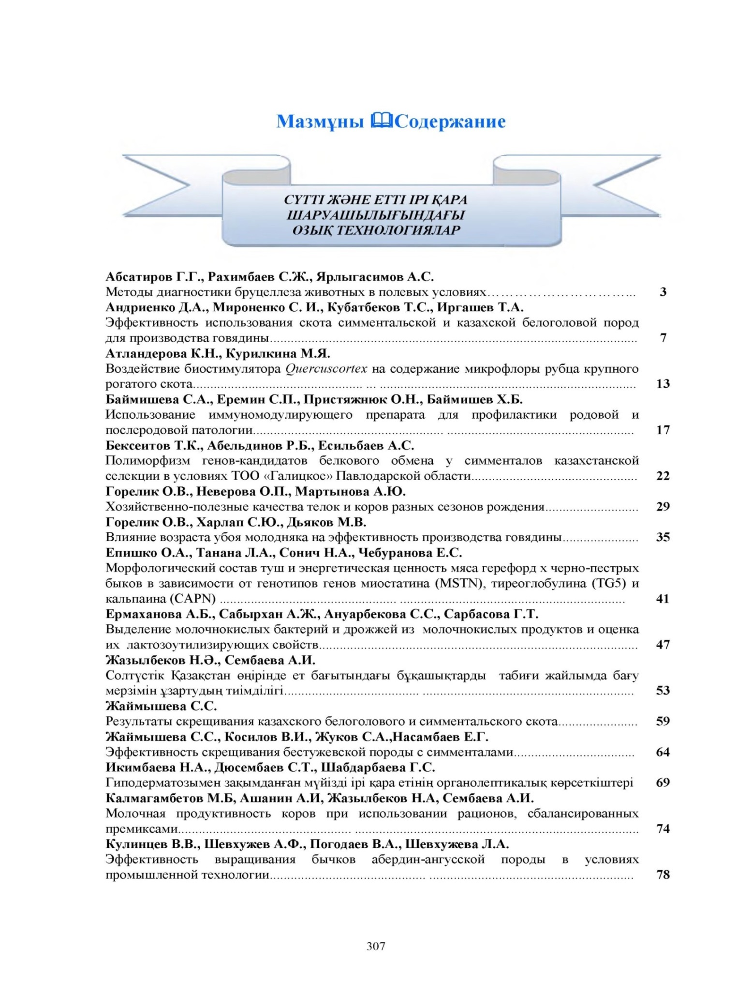 Мазмұны Содержание
СҮТТІ ЖӘНЕ ЕТТІ ІРІ ҚАРА
ШАРУАШЫЛЫҒЫНДАҒЫ
ОЗЫҚ ТЕХНОЛОГИЯЛАР
Абсатиров Г.Г., Рахимбаев С.Ж., Ярлыгасимов А.С.
Методы диагностики бруцеллеза животных в полевых условиях…………………………... 3
Андриенко Д.А., Мироненко С. И., Кубатбеков Т.С., Иргашев Т.А.
Эффективность использования скота симментальской и казахской белоголовой пород
для производства говядины........................................................................................................ 7
Атландерова К.Н., Курилкина М.Я.
Воздействие биостимулятора Quercuscortex на содержание микрофлоры рубца крупного
рогатого скота................................................ ... ......................................................................... 13
Баймишева С.А., Еремин С.П., Пристяжнюк О.Н., Баймишев Х.Б.
Использование иммуномодулирующего препарата для профилактики родовой и
послеродовой патологии...................................................... ..................................................... 17
Бексеитов Т.К., Абельдинов Р.Б., Есильбаев А.С.
Полиморфизм генов-кандидатов белкового обмена у симменталов казахстанской
селекции в условиях ТОО «Галицкое» Павлодарской области............................................... 22
Горелик О.В., Неверова О.П., Мартынова А.Ю.
Хозяйственно-полезные качества телок и коров разных сезонов рождения.......................... 29
Горелик О.В., Харлап С.Ю., Дьяков М.В.
Влияние возраста убоя молодняка на эффективность производства говядины...................... 35
Епишко О.А., Танана Л.А., Сонич Н.А., Чебуранова Е.С.
Морфологический состав туш и энергетическая ценность мяса герефорд х черно-пестрых
быков в зависимости от генотипов генов миостатина (MSTN), тиреоглобулина (TG5) и
кальпаина (CAPN) .................................................. ................................................................ 41
Ермаханова А.Б., Сабырхан А.Ж., Ануарбекова С.С., Сарбасова Г.Т.
Выделение молочнокислых бактерий и дрожжей из молочнокислых продуктов и оценка
их лактозоутилизирующих свойств........................................................................................... 47
Жазылбеков Н.Ә., Сембаева А.И.
Солтүстік Қазақстан өңірінде ет бағытындағы бұқашықтарды табиғи жайлымда бағу
мерзімін ұзартудың тиімділігі...................................... ............................................................ 53
Жаймышева С.С.
Результаты скрещивания казахского белоголового и симментальского скота....................... 59
Жаймышева С.С., Косилов В.И., Жуков С.А.,Насамбаев Е.Г.
Эффективность скрещивания бестужевской породы с симменталами................................... 64
Икимбаева Н.А., Дюсембаев С.Т., Шабдарбаева Г.С.
Гиподерматозымен зақымданған мүйізді ірі қара етінің органолептикалық көрсеткіштері 69
Калмагамбетов М.Б, Ашанин А.И, Жазылбеков Н.А, Сембаева А.И.
Молочная продуктивность коров при использовании рационов, сбалансированных
премиксами................................................. ................................................................................ 74
Кулинцев В.В., Шевхужев А.Ф., Погодаев В.А., Шевхужева Л.А.
Эффективность выращивания бычков абердин-ангусской породы в условиях
промышленной технологии............................................ .......................................................... 78
307